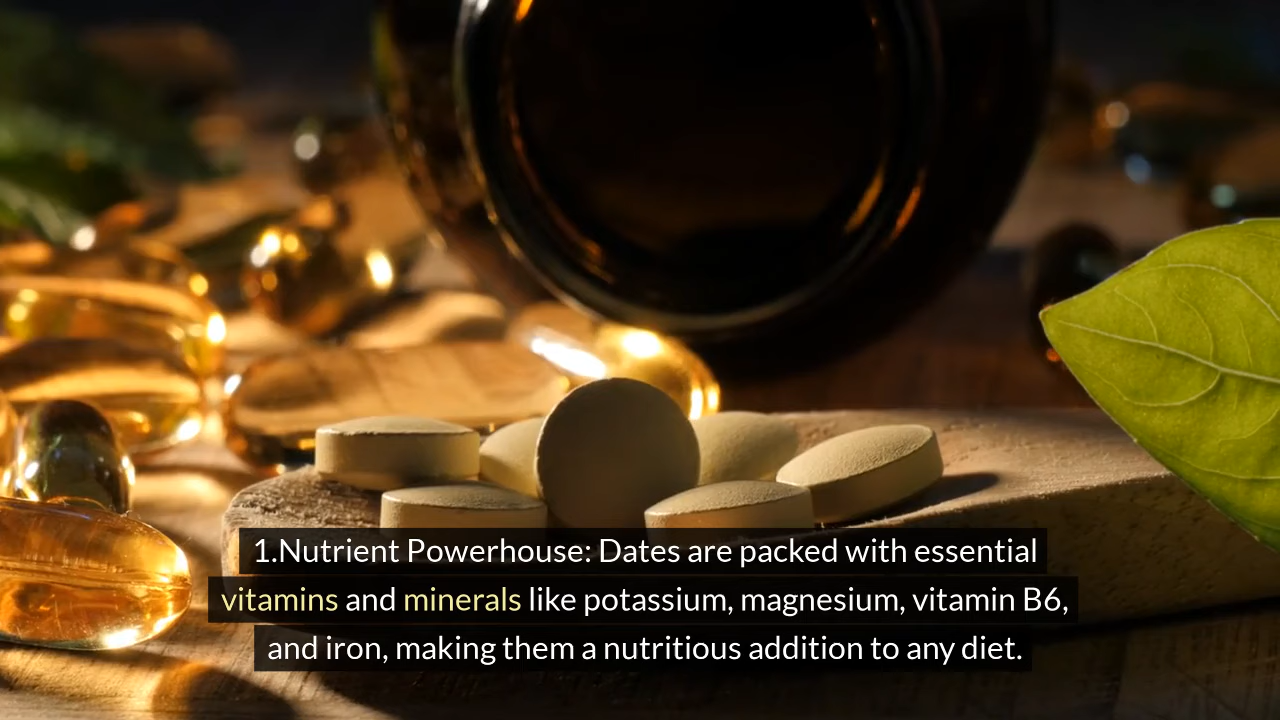 1.Nutrient Powerhouse: Dates are packed with essential
vitamins and minerals like potassium, magnesium, vitamin B6,
and iron, making them a nutritious addition to any diet.